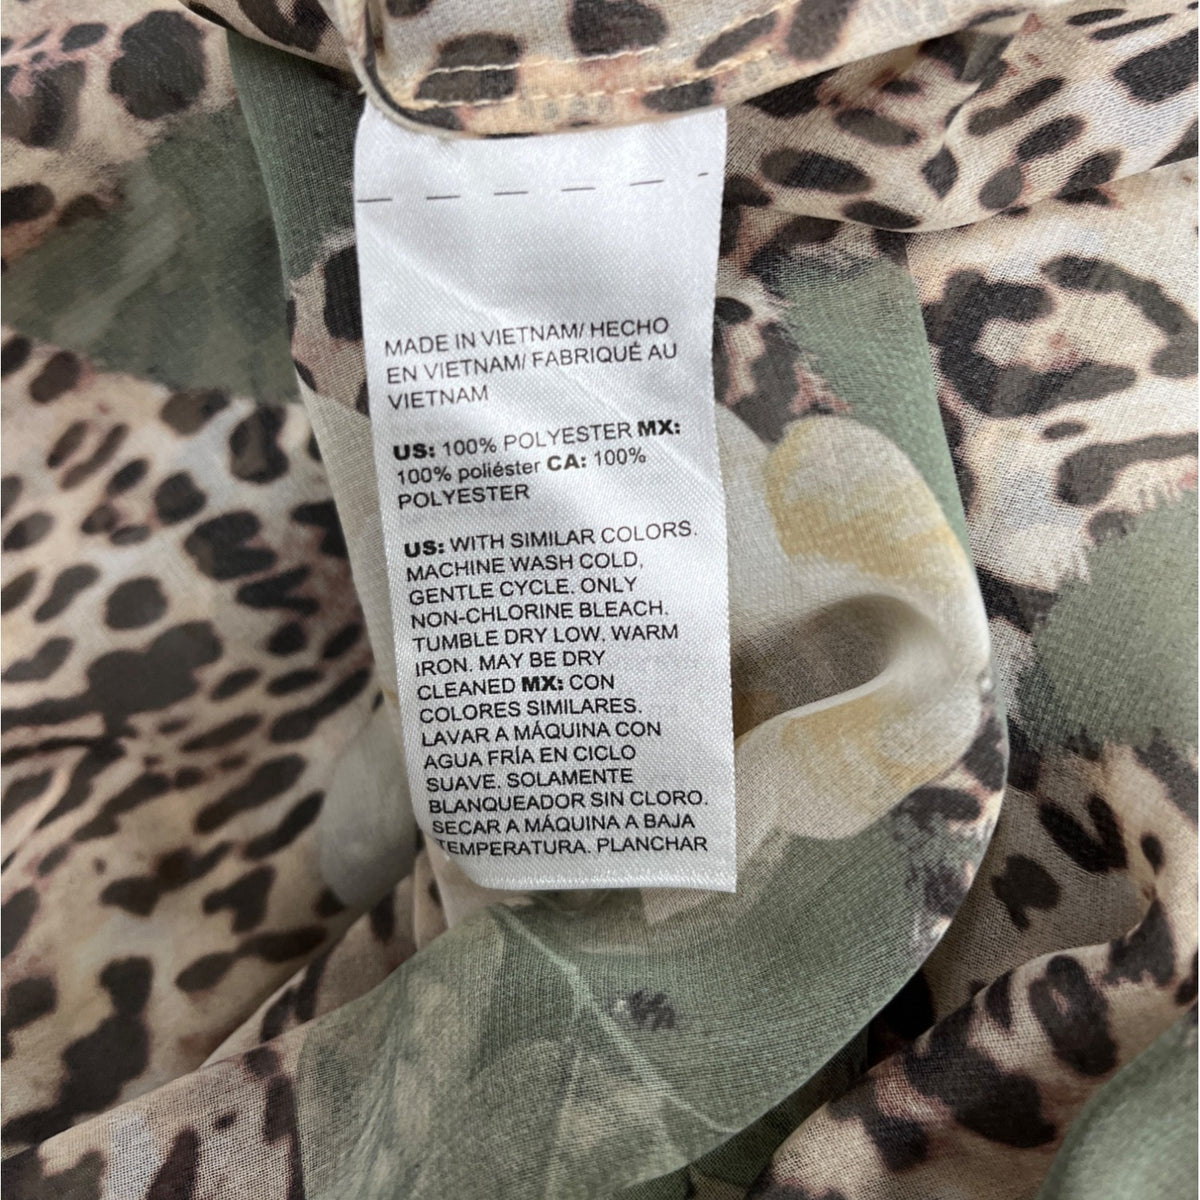 MADE IN VIETNAM/ HECHO
EN VIETNAM/ FABRIQUÉ AU
VIETNAM
US: 100% POLYESTER MX:
100% poliéster CA: 100%
POLYESTER
US: WITH SIMILAR COLORS.
MACHINE WASH COLD,
GENTLE CYCLE. ONLY
NON-CHLORINE BLEACH.
TUMBLE DRY LOW, WARM
IRON. MAY BE DRY
CLEANED MX: CON
COLORES SIMILARES.
LAVAR A MÁQUINA CON
AGUA FRÍA EN CICLO
SUAVE. SOLAMENTE
BLANQUEADOR SIN CLORO.
SECAR A MÁQUINA A BAJA
TEMPERATURA. PLANCHAR